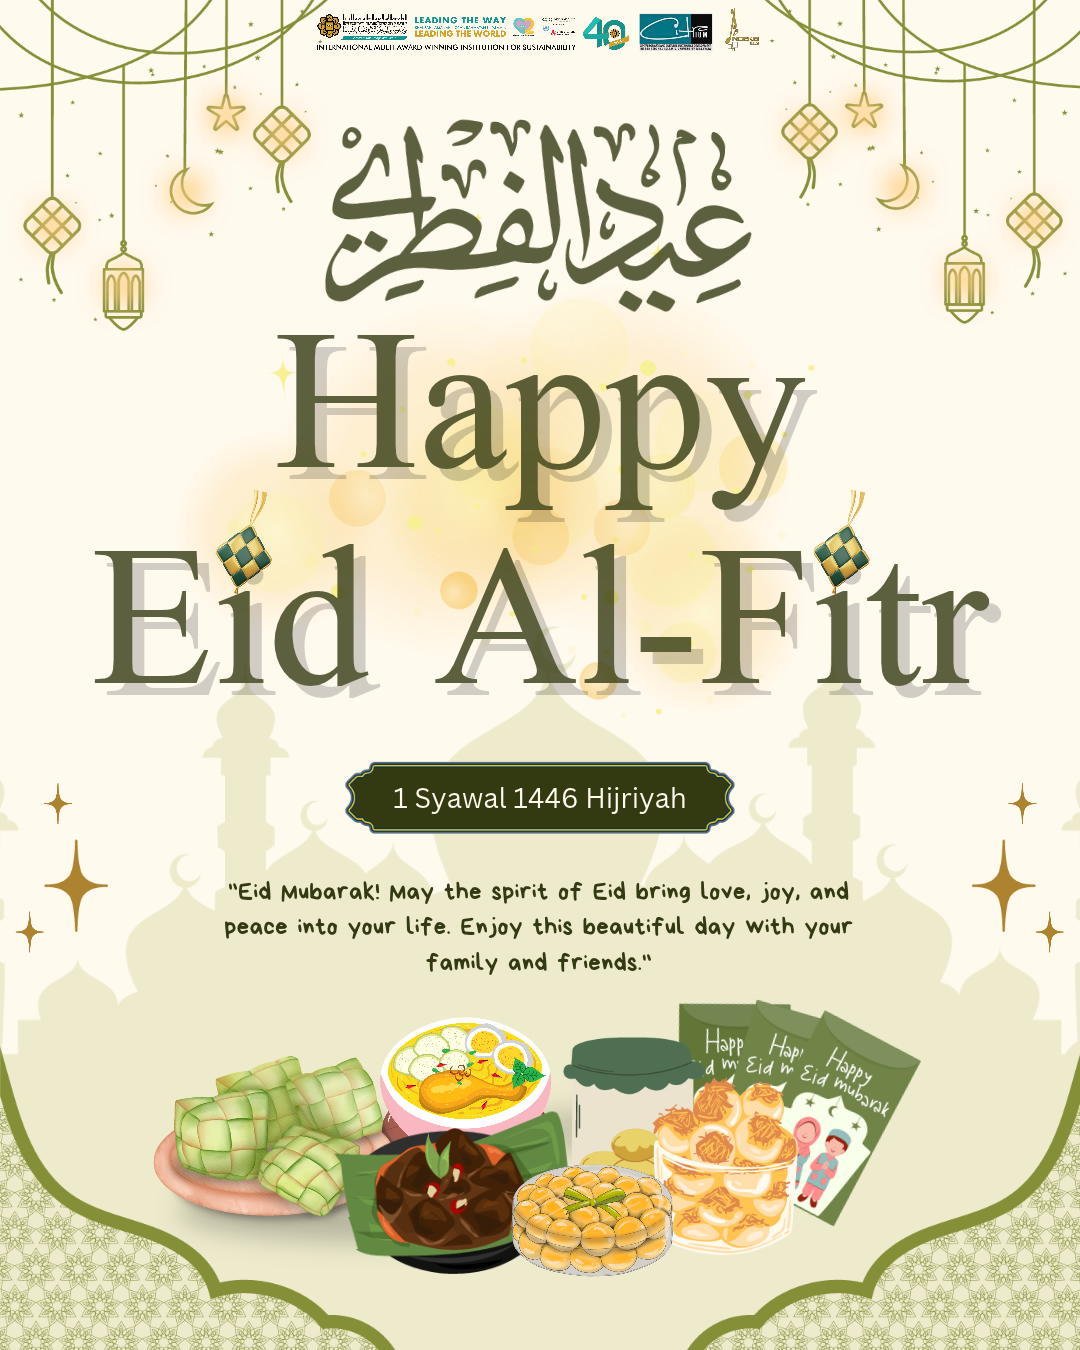 LEADING THE WAY
LEADING THE WORLD
INTERNATIONAL MULTI-AWARD WINNING INSTITUTION FOR SUSTAINABILITY
40
عيد الفطر
Happy
Eid Al-Fitr
1 Syawal 1446 Hijriyah
"Eid Mubarak! May the spirit of Eid bring love, joy, and
peace into your life. Enjoy this beautiful day with your
family and friends."
Happy
Eid mubarak